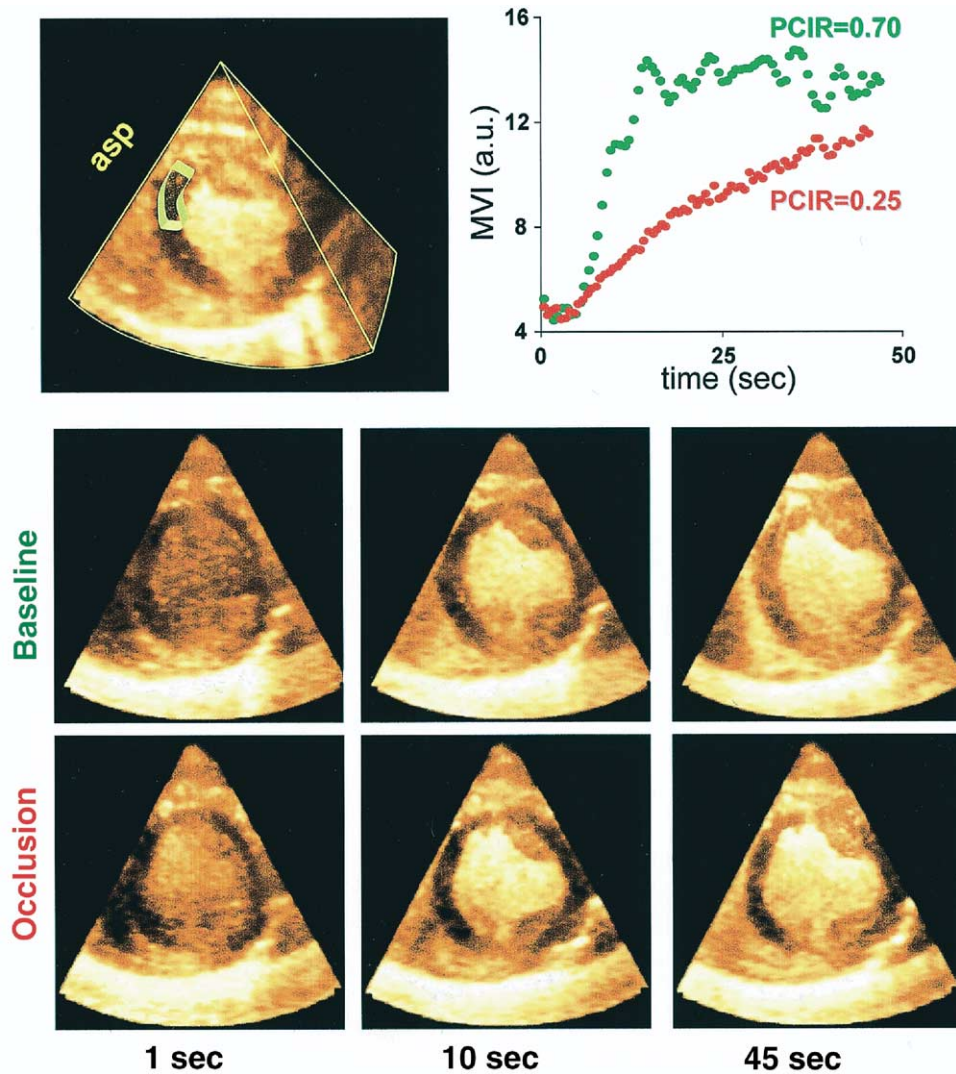 asp
16
12
8
4
MVI (a.u.)
PCIR=0.70
PCIR=0.25
0 25 50
time (sec)
Baseline
Occlusion
1 sec 10 sec 45 sec